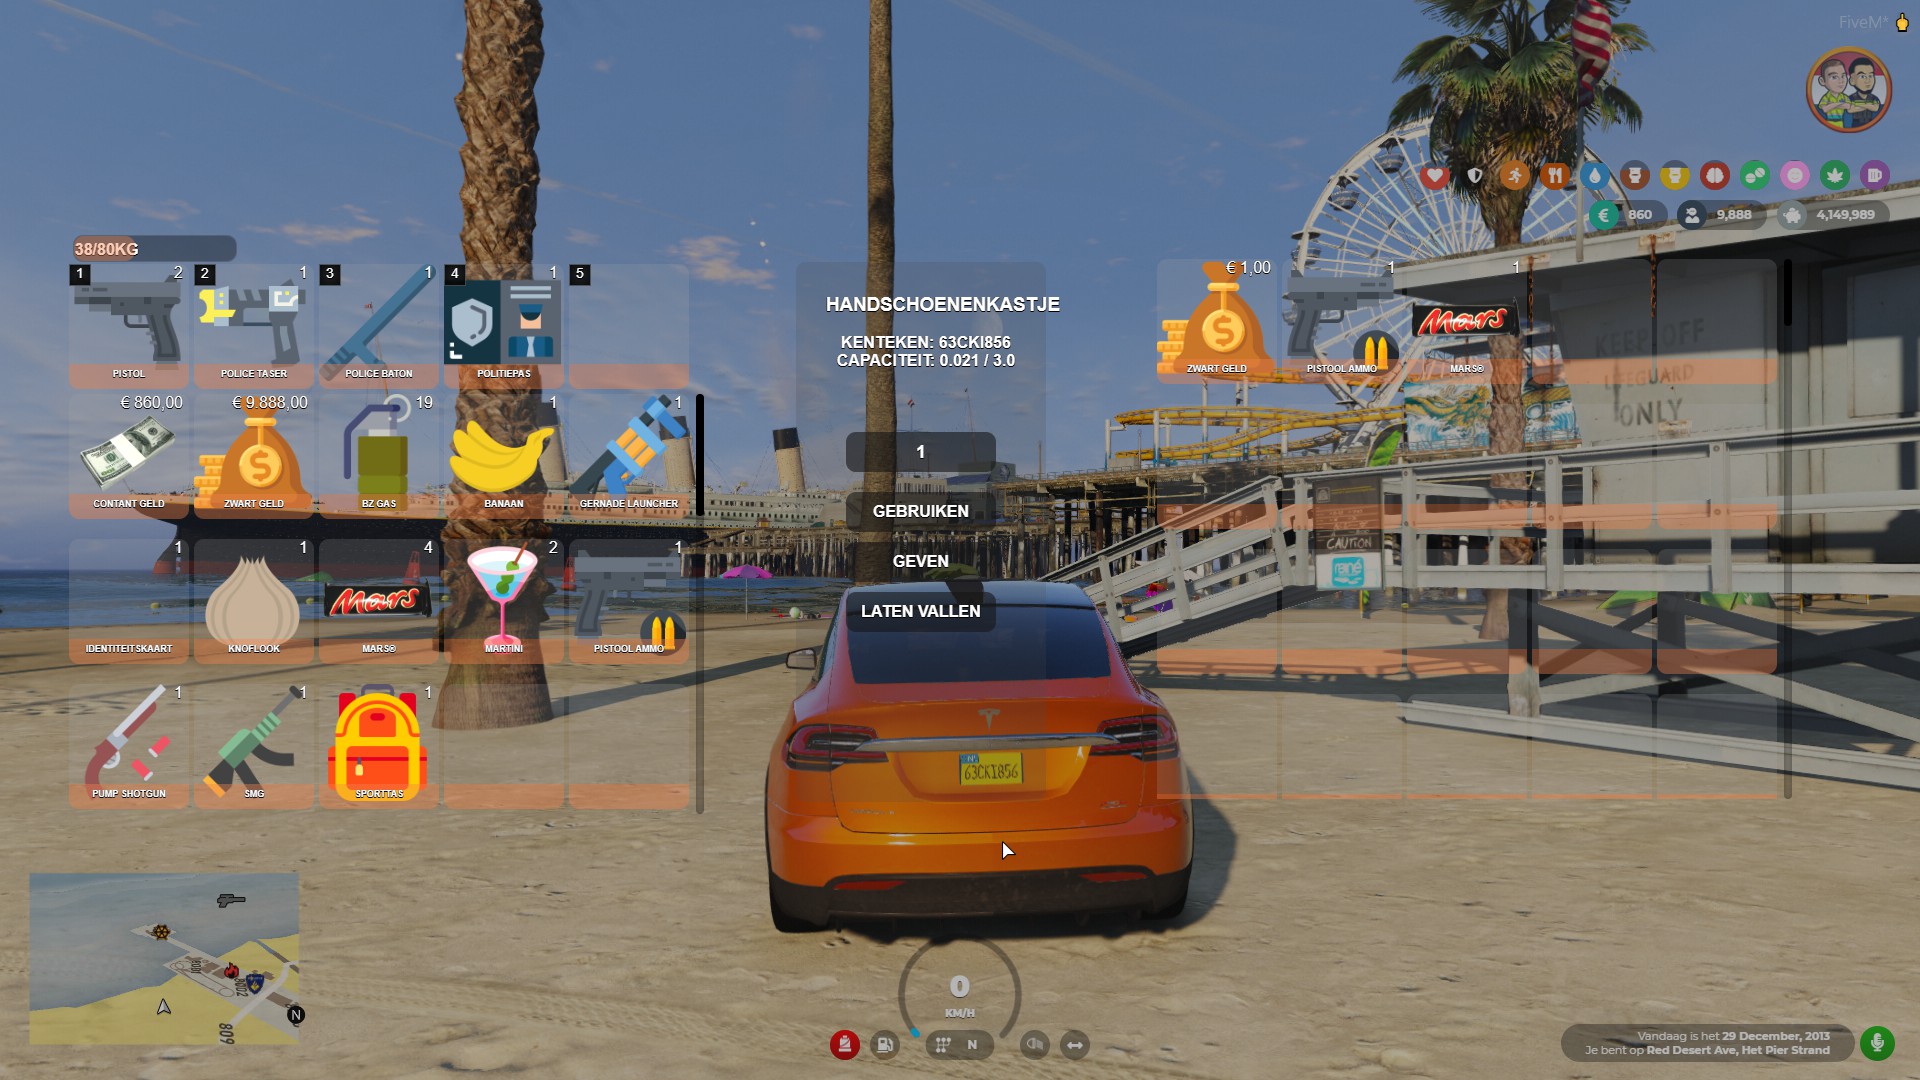 FiveM®
860
9,888
4,149,989
38/80KG
1
2
PISTOL
2
1
POLICE TASER
3
1
POLICE BATON
4
1
POLITIEPAS
5
€ 860,00
CONTANT GELD
€ 9.888,00
ZWART GELD
19
BZ GAS
1
BANAAN
1
GERNADE LAUNCHER
1
IDENTITEITSKAART
1
KNOFLOOK
4
Mars
MARS®
2
MARTINI
1
PISTOOL AMMO
1
PUMP SHOTGUN
1
SMG
1
SPORTTAS
HANDSCHOENENKASTJE
KENTEKEN: 63CKI856
CAPACITEIT: 0.021 / 3.0
1
GEBRUIKEN
GEVEN
LATEN VALLEN
€ 1,00
ZWART GELD
1
PISTOOL AMMO
1
Mars
MARS®
KEEP OFF
LIFEGUARD
ONLY
CAUTION
63CKI856
N
0
KM/H
N
Vandaag is het 29 December, 2013
Je bent op Red Desert Ave, Het Pier Strand